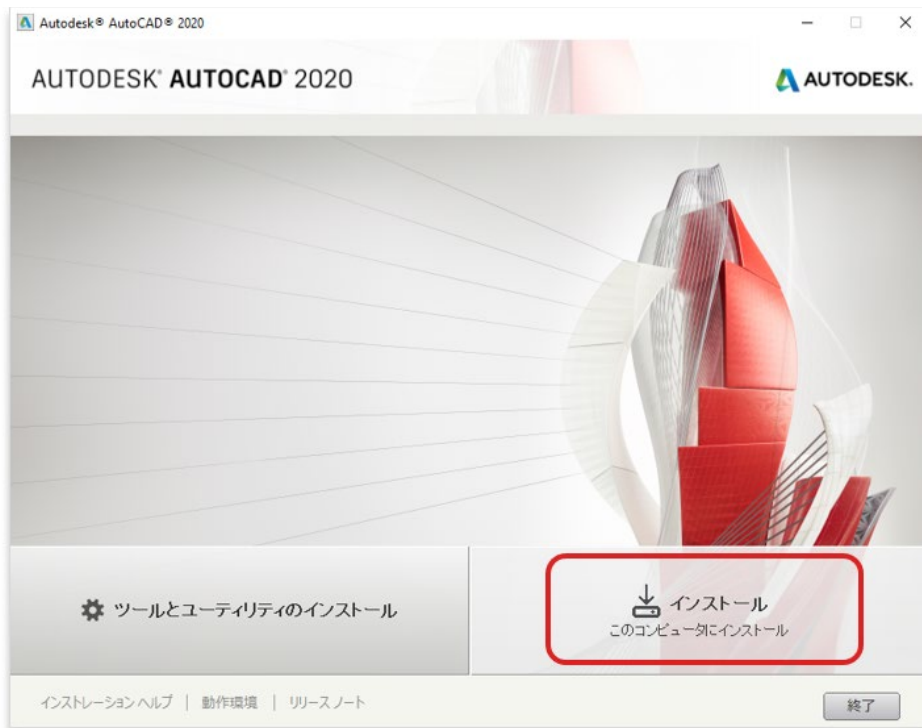 Autodesk® AutoCAD® 2020
AUTODESK® AUTOCAD® 2020
AUTODESK.
ツールとユーティリティのインストール
インストール
このコンピュータにインストール
インストレーション ヘルプ | 動作環境 | リリース ノート
終了